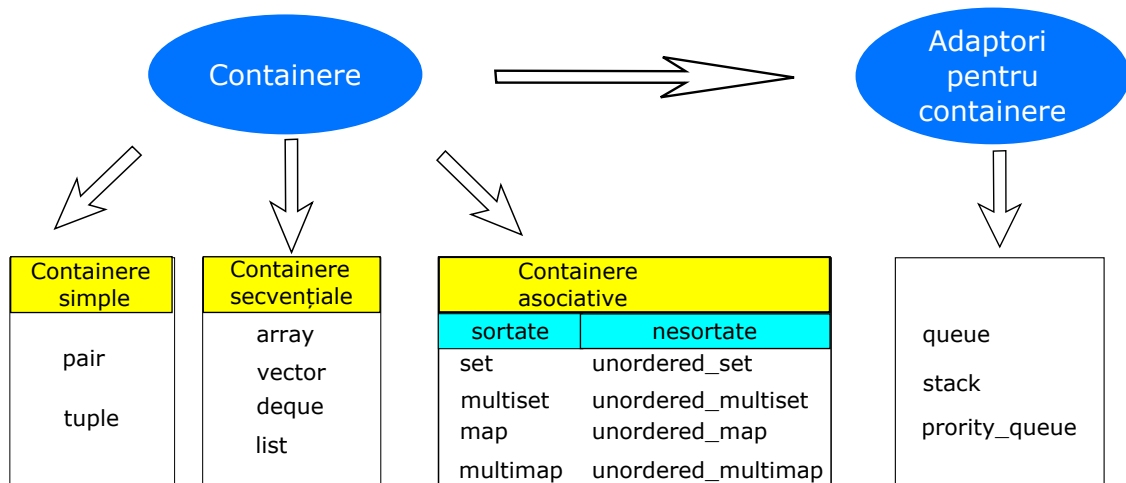 Containere
Adaptori
pentru
containere
Containere
simple
pair
tuple
Containere
secvențiale
array
vector
deque
list
Containere
asociative
sortate
nesortate
set
unordered_set
multiset
unordered_multiset
map
unordered_map
multimap
unordered_multimap
queue
stack
prority_queue